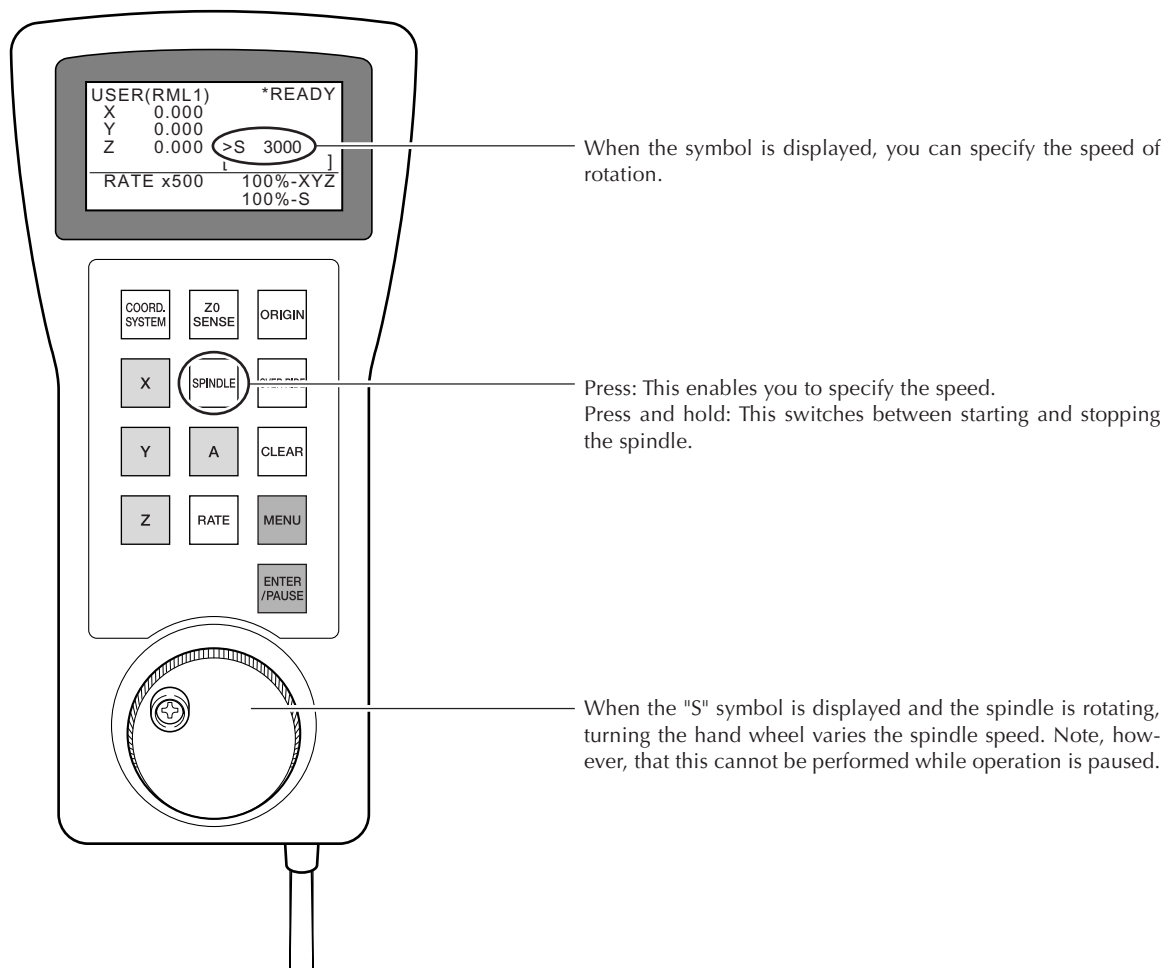 USER(RML1) *READY
X 0.000
Y 0.000
Z 0.000 >S 3000
[ ]
RATE x500 100%-XYZ
100%-S
When the symbol is displayed, you can specify the speed of
rotation.
COORD. SYSTEM
Z0 SENSE
ORIGIN
X
SPINDLE
Press: This enables you to specify the speed.
Press and hold: This switches between starting and stopping
the spindle.
Y
A
CLEAR
Z
RATE
MENU
ENTER
/PAUSE
When the "S" symbol is displayed and the spindle is rotating,
turning the hand wheel varies the spindle speed. Note, how-
ever, that this cannot be performed while operation is paused.